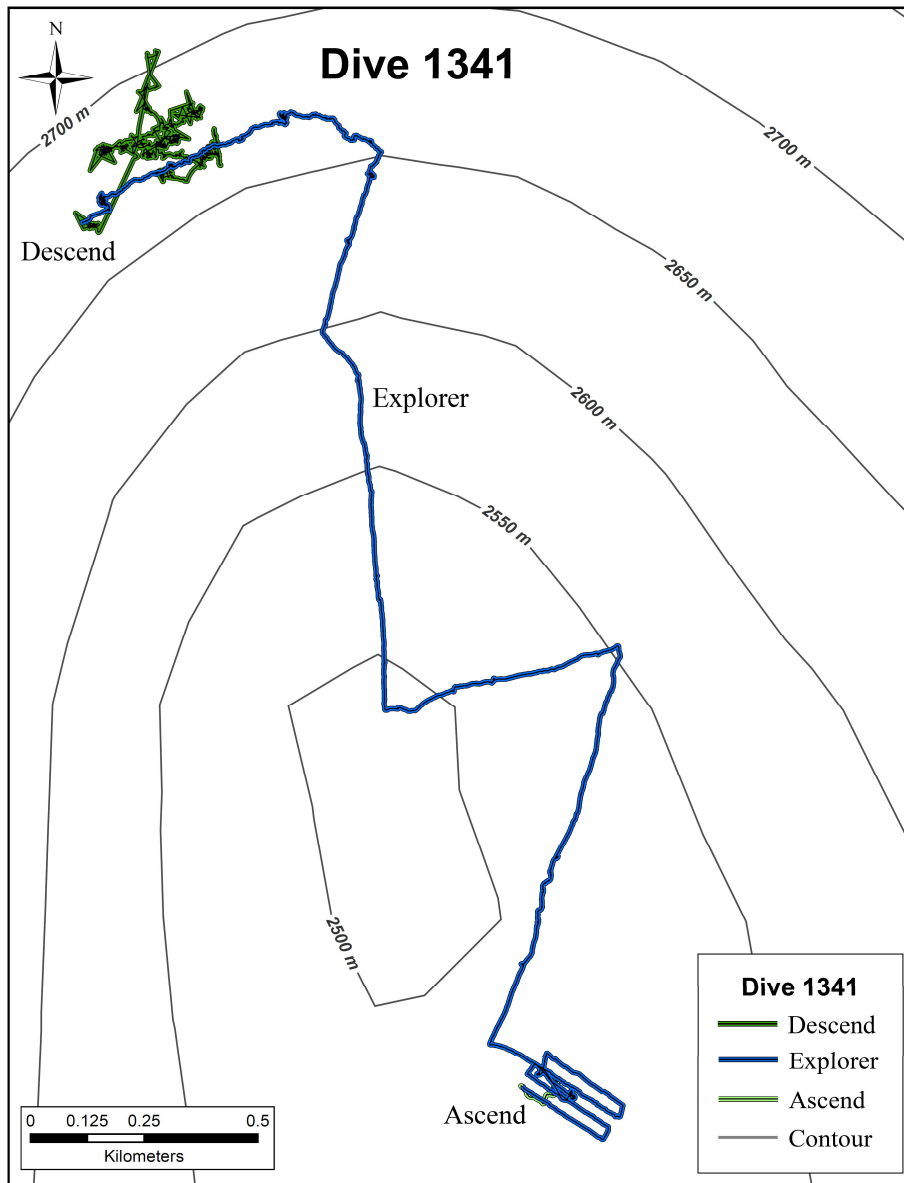 N
Dive 1341
2700 m
2700 m
Descend
2650 m
Explorer
2600 m
2550 m
2500 m
Dive 1341
Descend
Explorer
Ascend
Contour
Ascend
0 0.125 0.25 0.5
Kilometers